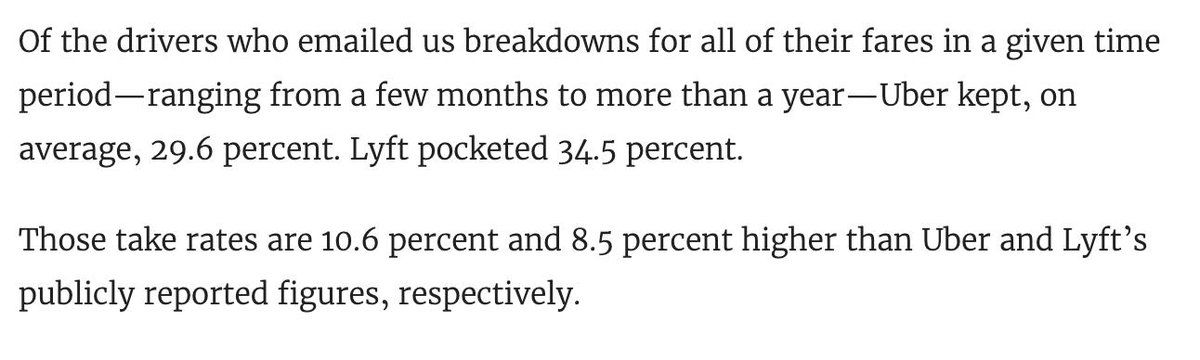 Of the drivers who emailed us breakdowns for all of their fares in a given time
period—ranging from a few months to more than a year—Uber kept, on
average, 29.6 percent. Lyft pocketed 34.5 percent.
Those take rates are 10.6 percent and 8.5 percent higher than Uber and Lyft’s
publicly reported figures, respectively.